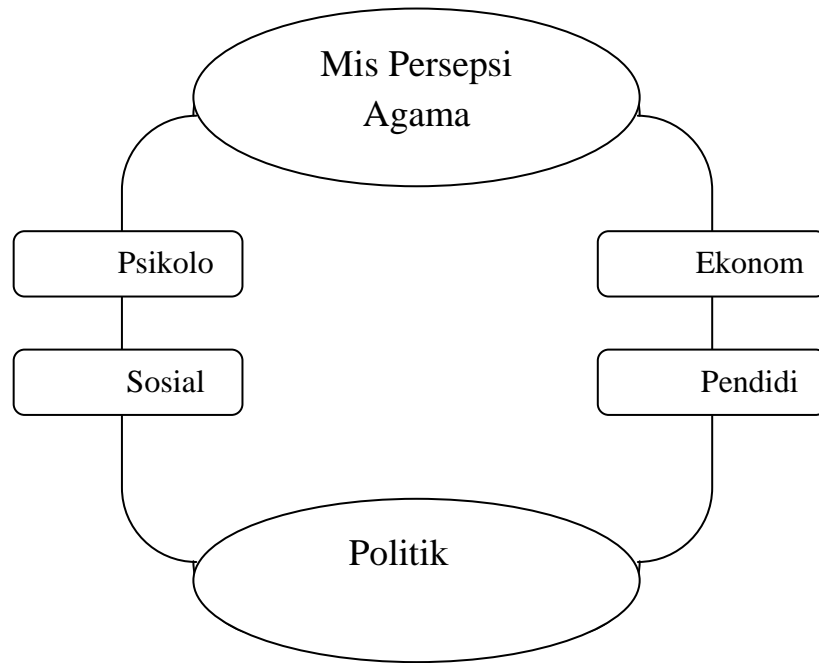 Mis Persepsi
Agama
Psikolo
Ekonom
Sosial
Pendidi
Politik